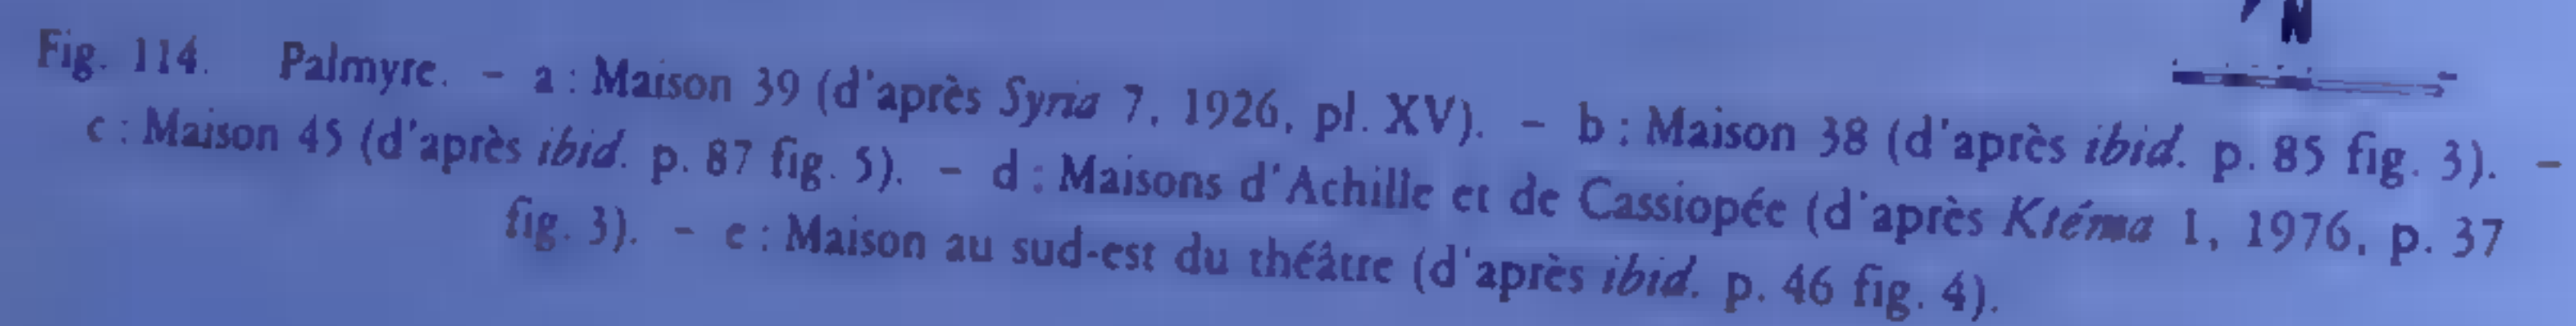 N
Fig. 114. Palmyre. – a : Maison 39 (d'après Syria 7, 1926, pl. XV). – b : Maison 38 (d'après ibid. p. 85 fig. 3). –
c : Maison 45 (d'après ibid. p. 87 fig. 5). – d : Maisons d'Achille et de Cassiopée (d'après Ktéma 1, 1976, p. 37
fig. 3). – e : Maison au sud-est du théâtre (d'après ibid. p. 46 fig. 4).